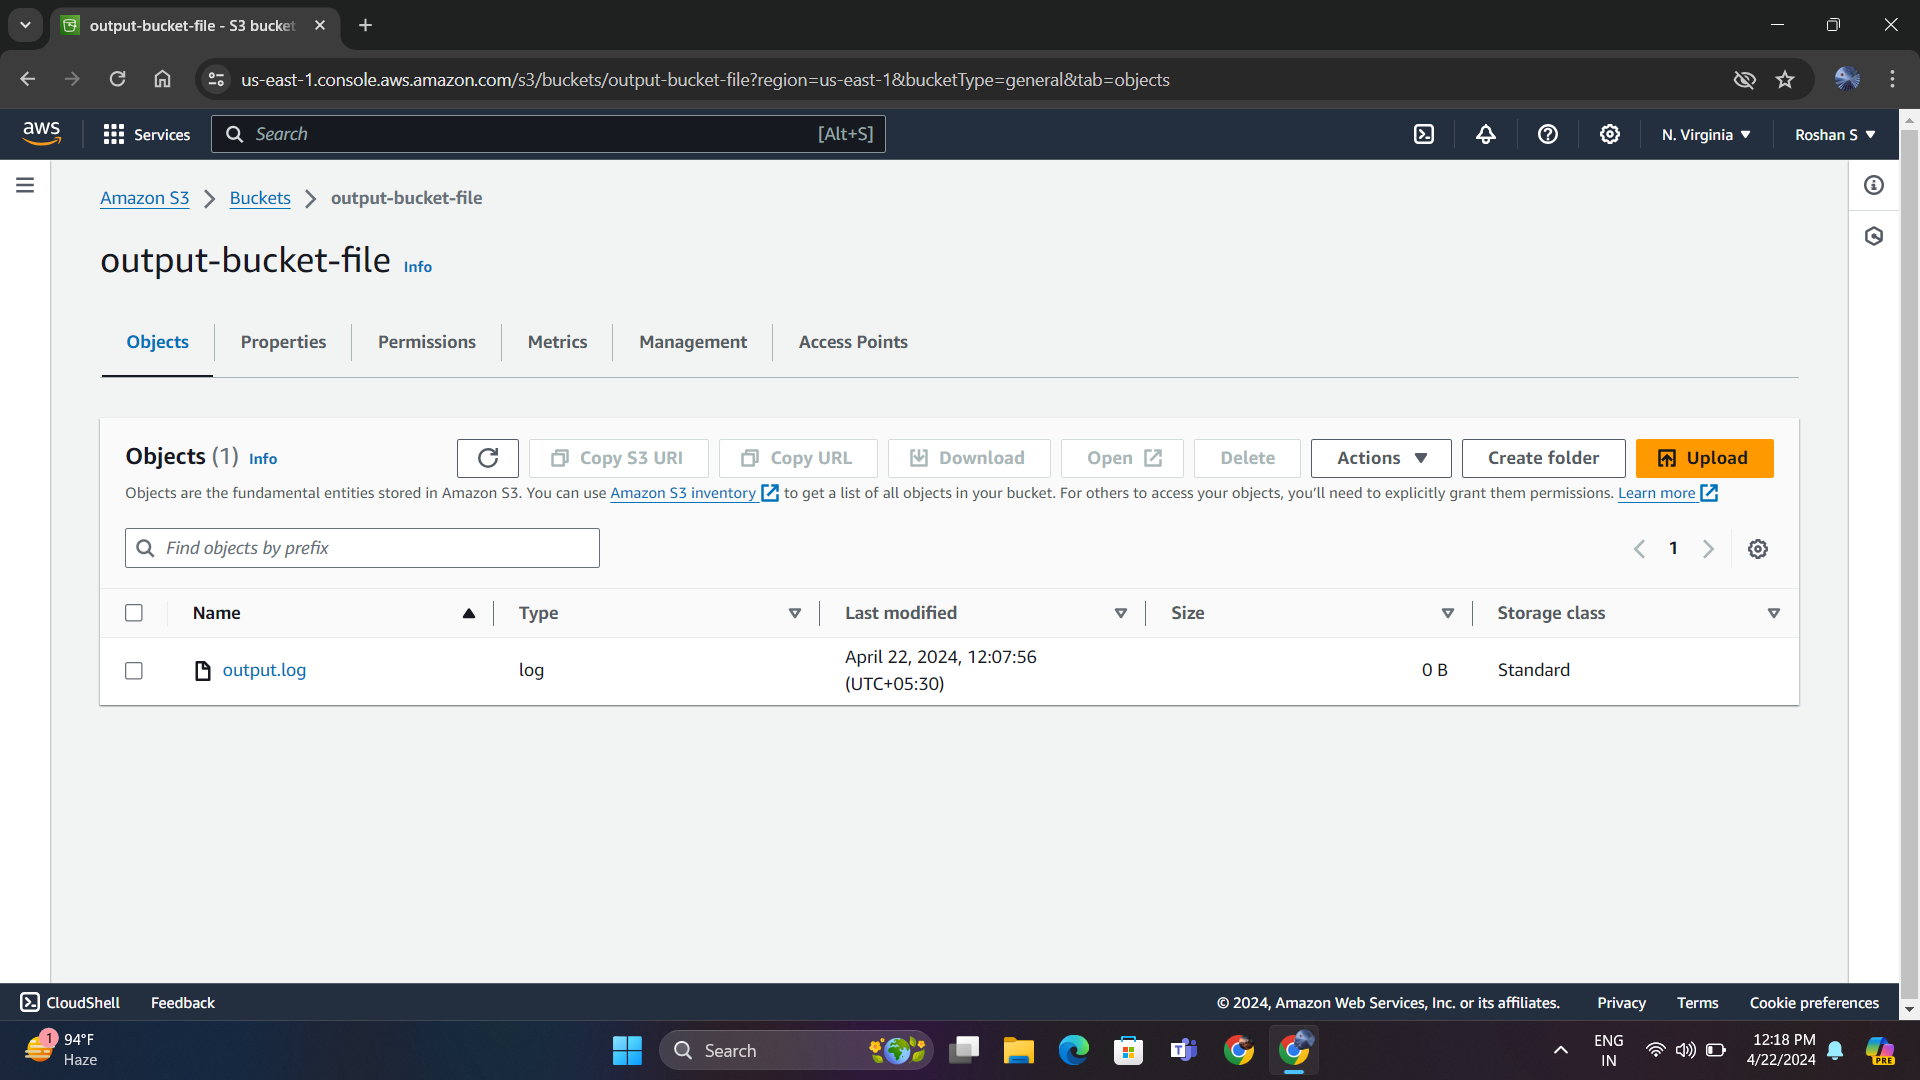 output-bucket-file - S3 bucket
us-east-1.console.aws.amazon.com/s3/buckets/output-bucket-file?region=us-east-1&bucketType=general&tab=objects
aws
Services
Search
[Alt+S]
N. Virginia
Roshan S
Amazon S3
Buckets
output-bucket-file
output-bucket-file
Info
Objects
Properties
Permissions
Metrics
Management
Access Points
Objects (1)
Info
Copy S3 URI
Copy URL
Download
Open
Delete
Actions
Create folder
Upload
Objects are the fundamental entities stored in Amazon S3. You can use Amazon S3 inventory to get a list of all objects in your bucket. For others to access your objects, you'll need to explicitly grant them permissions. Learn more
Find objects by prefix
1
Name
Type
Last modified
Size
Storage class
output.log
log
April 22, 2024, 12:07:56
(UTC+05:30)
0 B
Standard
CloudShell
Feedback
© 2024, Amazon Web Services, Inc. or its affiliates.
Privacy
Terms
Cookie preferences
1
94°F
Haze
Search
ENG
IN
12:18 PM
4/22/2024
PRE